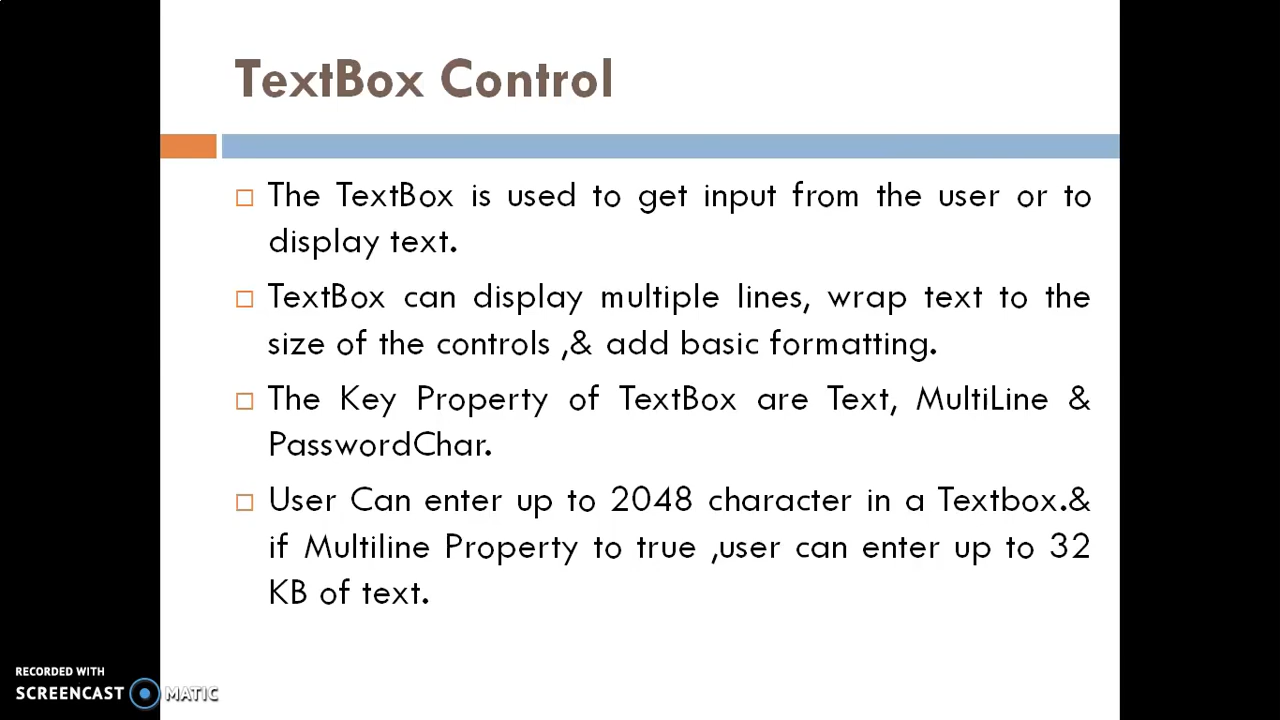 TextBox Control
The TextBox is used to get input from the user or to
display text.
TextBox can display multiple lines, wrap text to the
size of the controls ,& add basic formatting.
The Key Property of TextBox are Text, MultiLine &
PasswordChar.
User Can enter up to 2048 character in a Textbox.&
if Multiline Property to true ,user can enter up to 32
KB of text.
RECORDED WITH
SCREENCAST MATIC